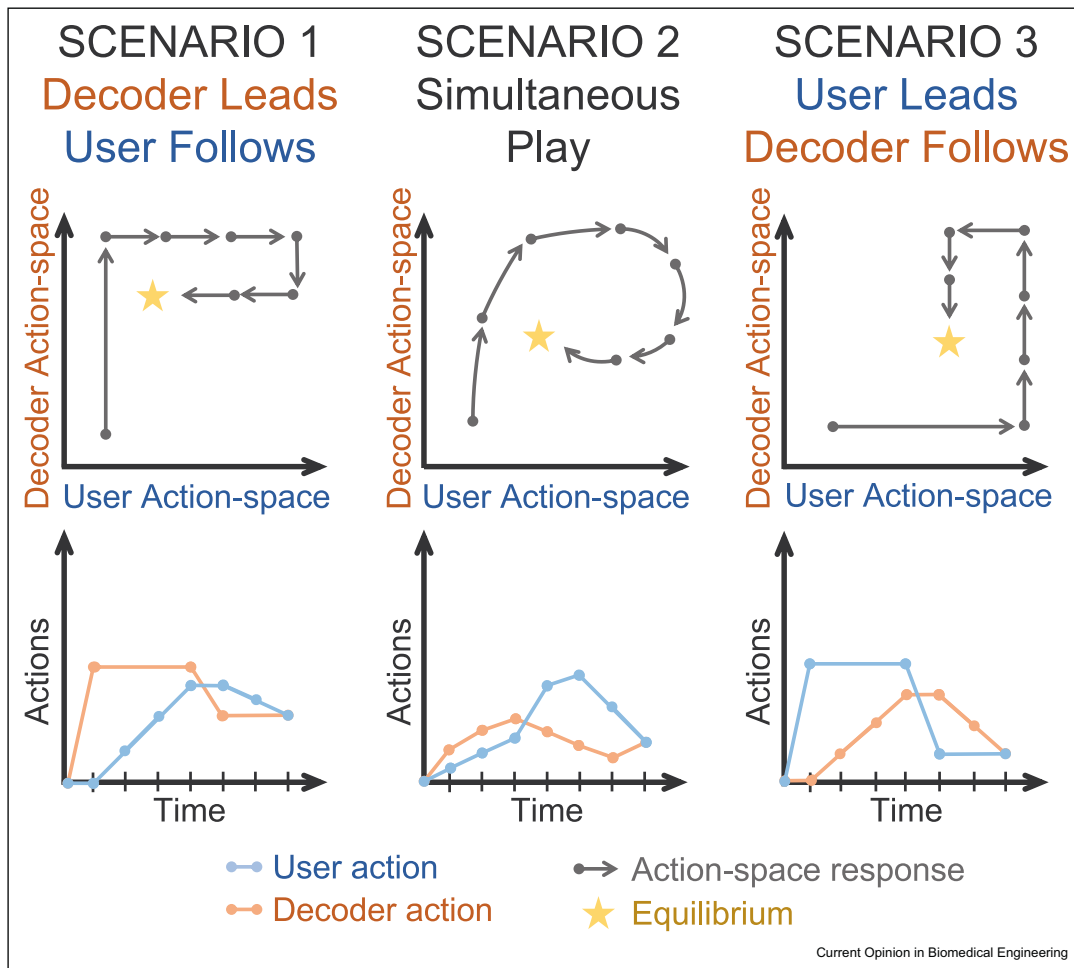 SCENARIO 1
Decoder Leads
User Follows
Decoder Action-space
User Action-space
Actions
Time
SCENARIO 2
Simultaneous
Play
Decoder Action-space
User Action-space
Actions
Time
SCENARIO 3
User Leads
Decoder Follows
Decoder Action-space
User Action-space
Actions
Time
User action
Decoder action
Action-space response
Equilibrium
Current Opinion in Biomedical Engineering